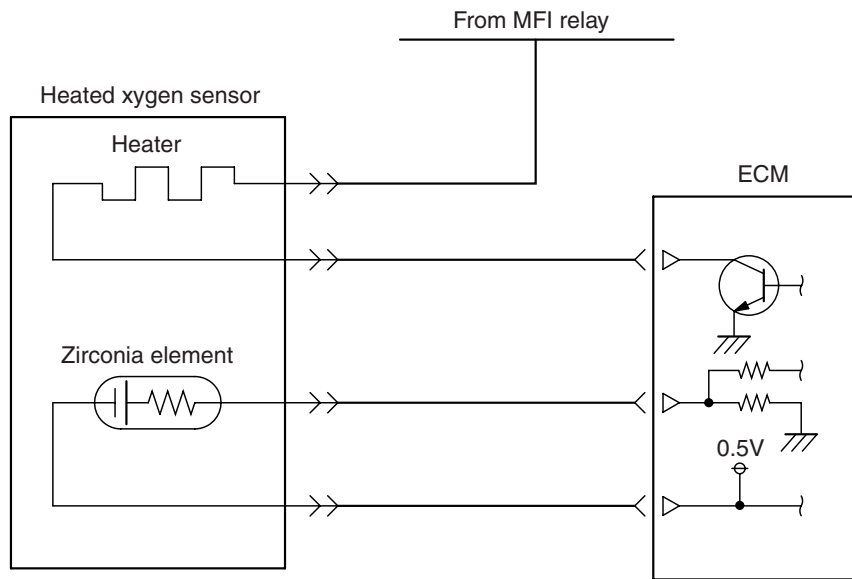 From MFI relay
Heated xygen sensor
Heater
ECM
Zirconia element
0.5V